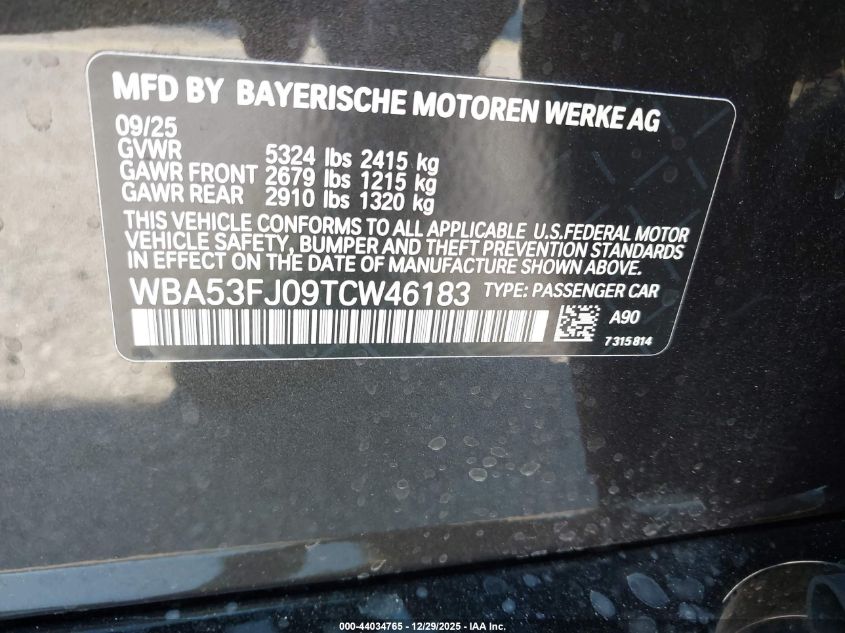 MFD BY BAYERISCHE MOTOREN WERKE AG
09/25
GVWR 5324 lbs 2415 kg
GAWR FRONT 2679 lbs 1215 kg
GAWR REAR 2910 lbs 1320 kg
THIS VEHICLE CONFORMS TO ALL APPLICABLE U.S.FEDERAL MOTOR
VEHICLE SAFETY, BUMPER AND THEFT PREVENTION STANDARDS
IN EFFECT ON THE DATE OF MANUFACTURE SHOWN ABOVE.
WBA53FJ09TCW46183 TYPE: PASSENGER CAR
A90
7315814
000-44034765 - 12/29/2025 - IAA Inc.